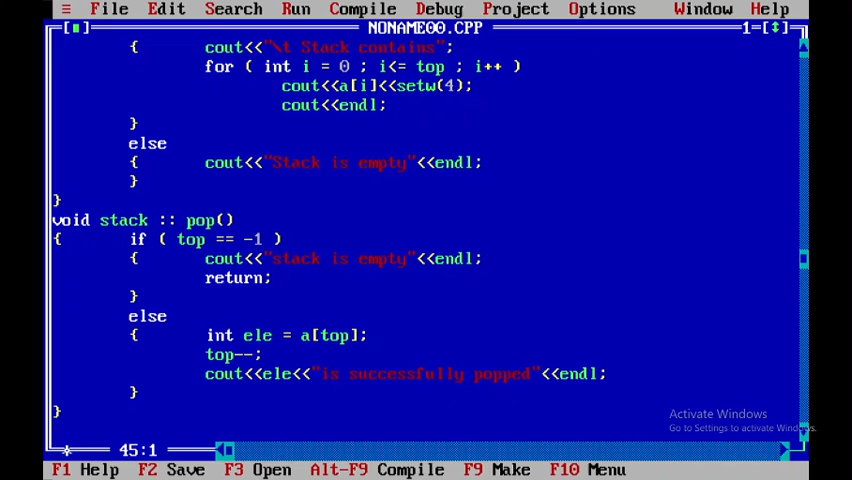 ≡ File Edit Search Run Compile Debug Project Options Window Help
[■] NONAME00.CPP 1=[↕]
{ cout<<"\t Stack contains";
for ( int i = 0 ; i<= top ; i++ )
cout<<a[i]<<setw(4);
cout<<endl;
}
else
{ cout<<"Stack is empty"<<endl;
}
}
void stack :: pop()
{ if ( top == -1 )
{ cout<<"stack is empty"<<endl;
return;
}
else
{ int ele = a[top];
top--;
cout<<ele<<"is successfully popped"<<endl;
}
}
Activate Windows
Go to Settings to activate Windows.
45:1
F1 Help F2 Save F3 Open Alt-F9 Compile F9 Make F10 Menu